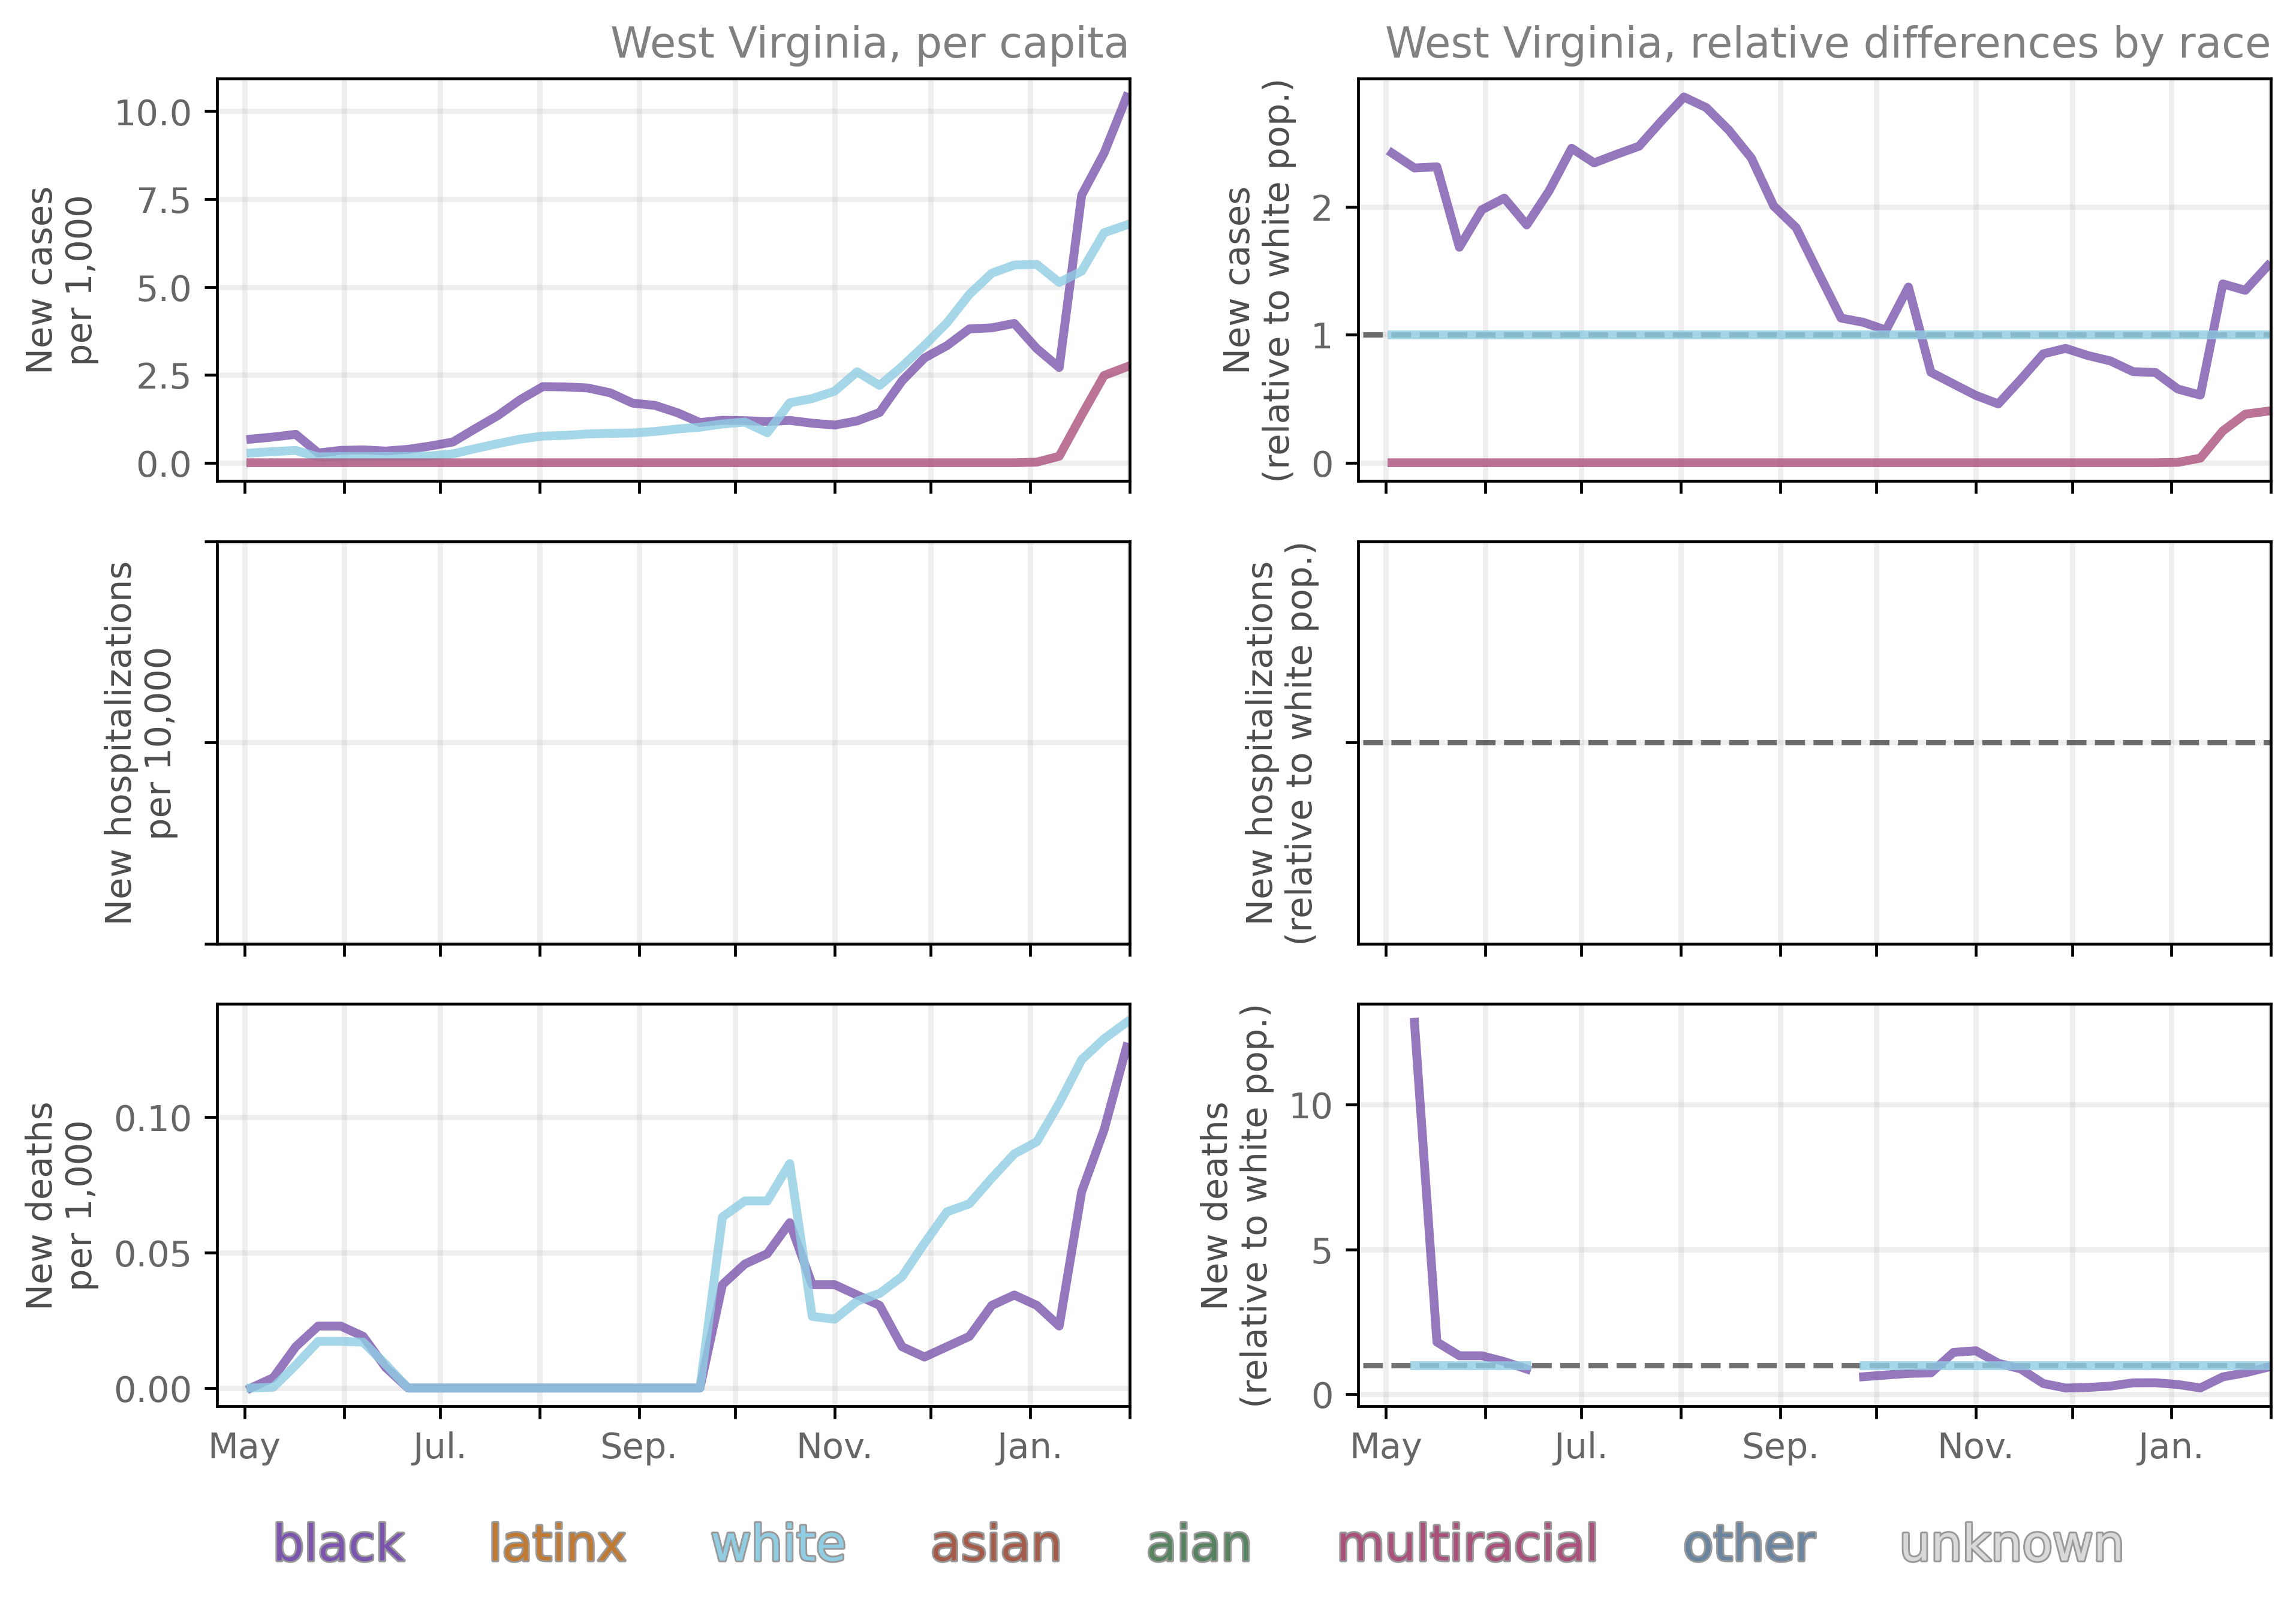 West Virginia, per capita
West Virginia, relative differences by race
New cases
per 1,000
10.0
7.5
5.0
2.5
0.0
New cases
(relative to white pop.)
2
1
0
New hospitalizations
per 10,000
New hospitalizations
(relative to white pop.)
New deaths
per 1,000
0.10
0.05
0.00
May Jul. Sep. Nov. Jan.
New deaths
(relative to white pop.)
10
5
0
May Jul. Sep. Nov. Jan.
black latinx white asian aian multiracial other unknown